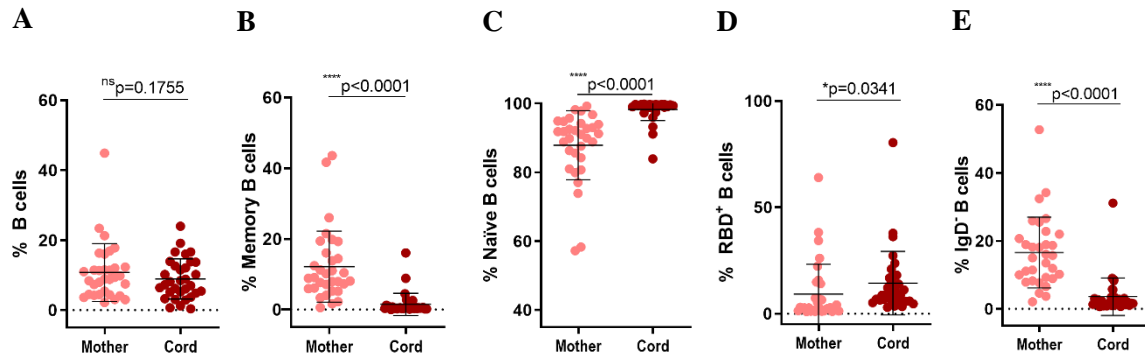 A
ns p=0.1755
% B cells
60
40
20
0
Mother Cord
B
**** p<0.0001
% Memory B cells
60
40
20
0
Mother Cord
C
**** p<0.0001
% Naïve B cells
100
80
60
40
Mother Cord
D
*p=0.0341
% RBD+ B cells
100
50
0
Mother Cord
E
**** p<0.0001
% IgD- B cells
60
40
20
0
Mother Cord